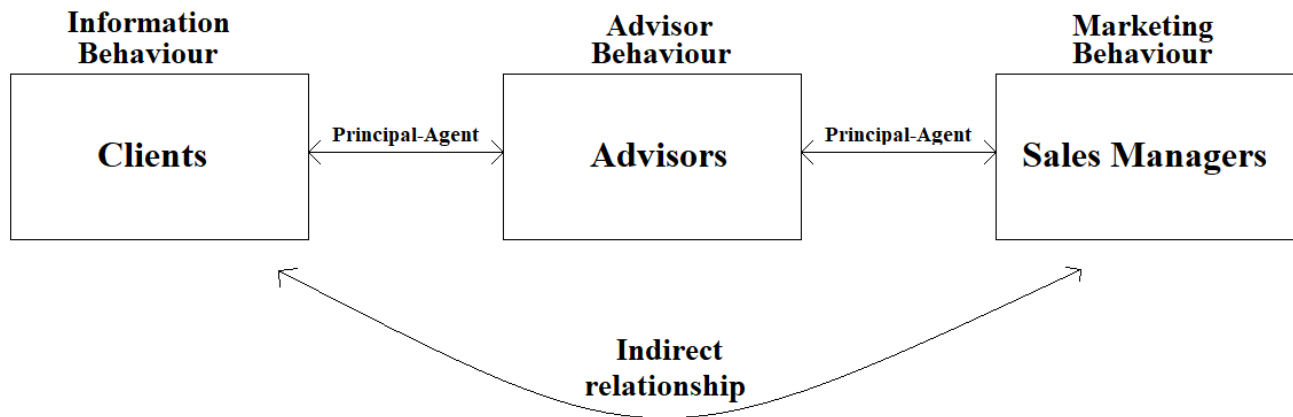 Information
Behaviour
Advisor
Behaviour
Marketing
Behaviour
Clients
Principal-Agent
Advisors
Principal-Agent
Sales Managers
Indirect
relationship